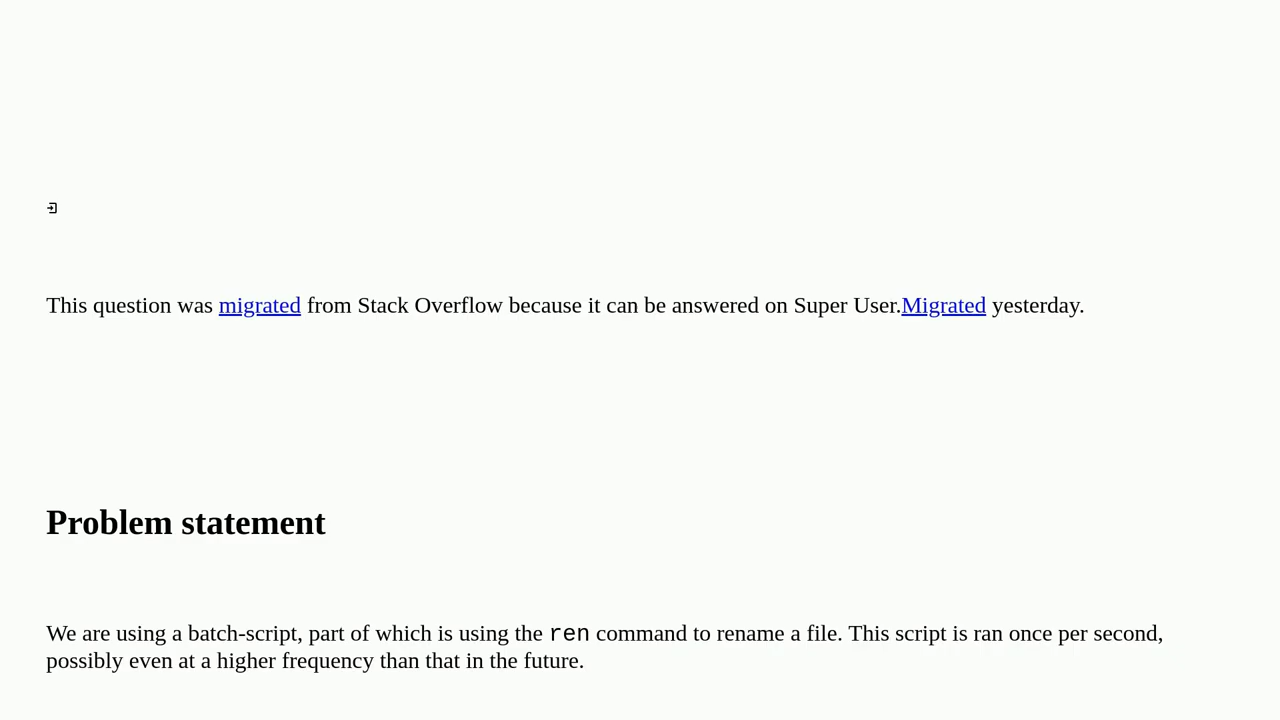 This question was migrated from Stack Overflow because it can be answered on Super User.Migrated yesterday.
Problem statement
We are using a batch-script, part of which is using the ren command to rename a file. This script is ran once per second,
possibly even at a higher frequency than that in the future.